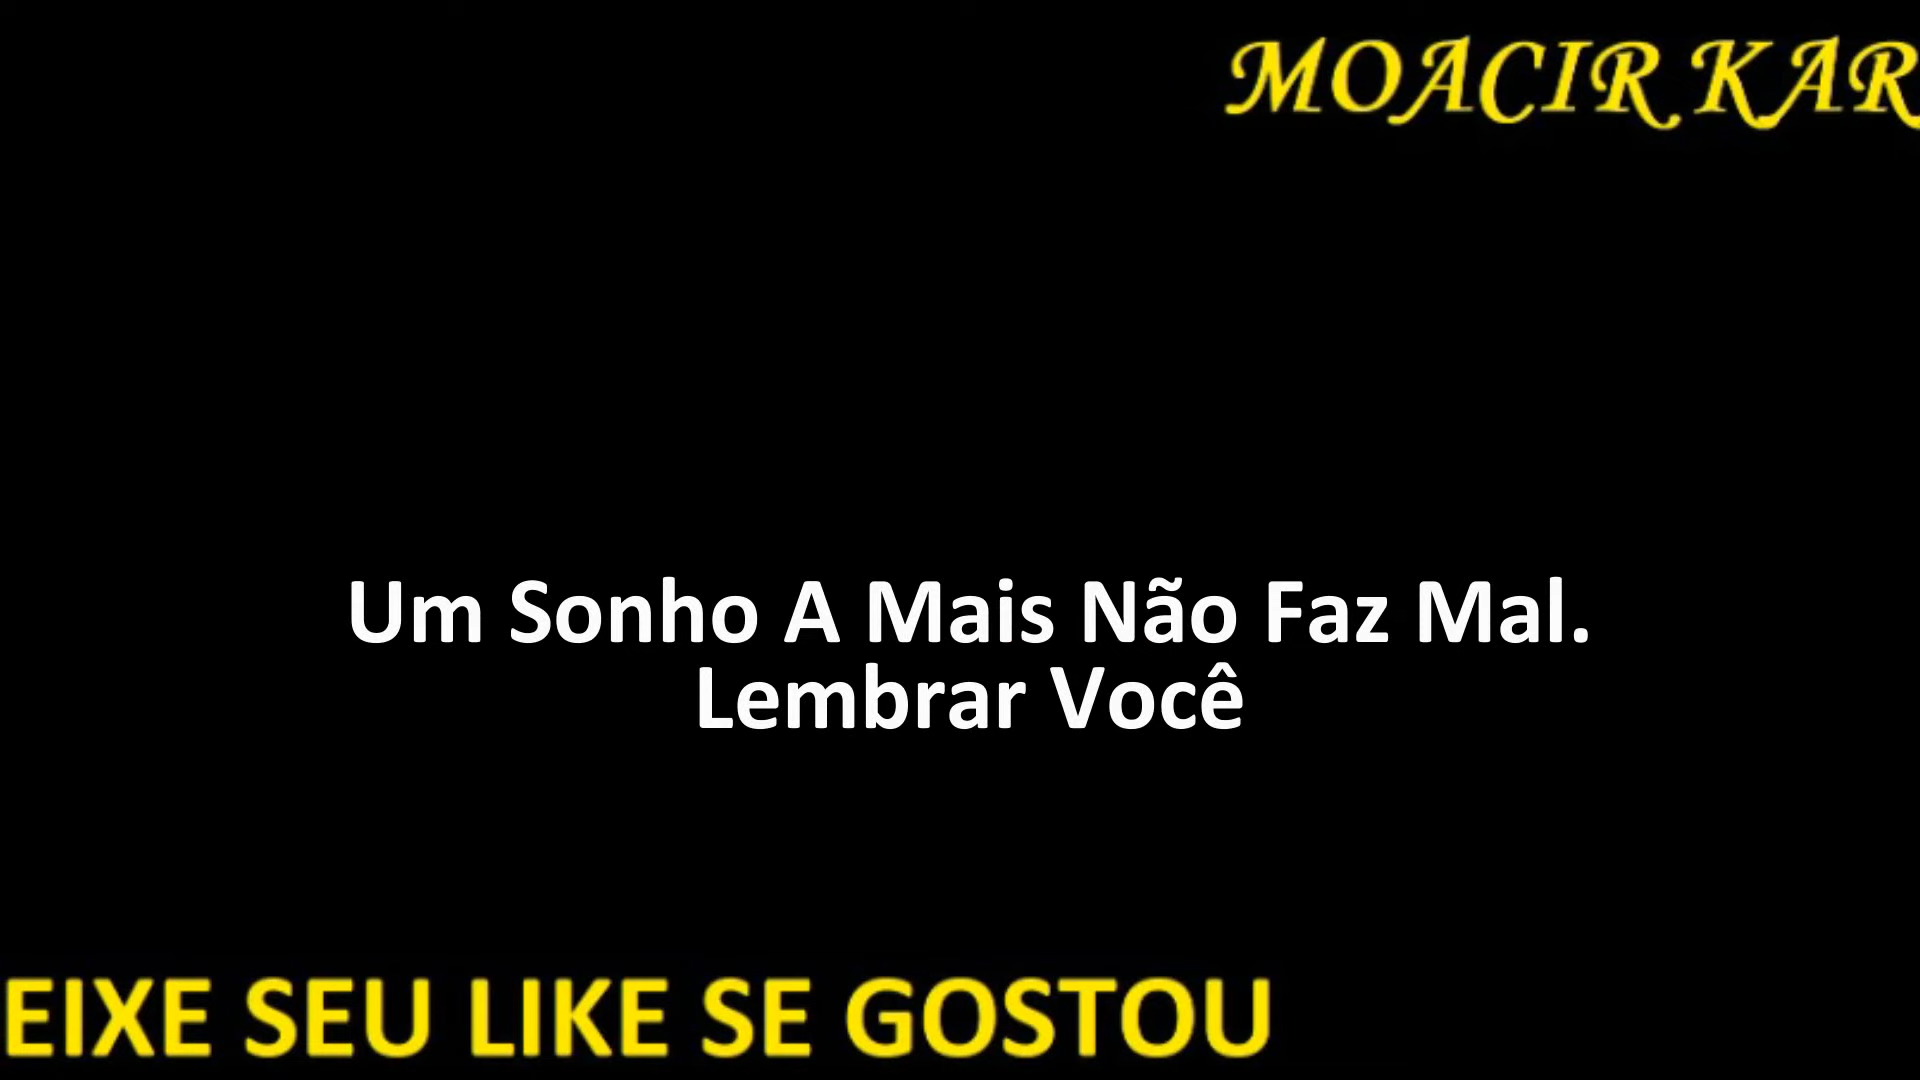 MOACIR KAR
Um Sonho A Mais Não Faz Mal.
Lembrar Você
EIXE SEU LIKE SE GOSTOU